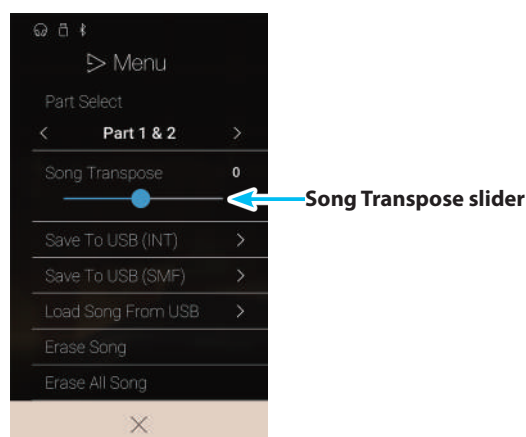 Menu
Part Select
< Part 1 & 2 >
Song Transpose 0
Song Transpose slider
Save To USB (INT) >
Save To USB (SMF) >
Load Song From USB >
Erase Song
Erase All Song